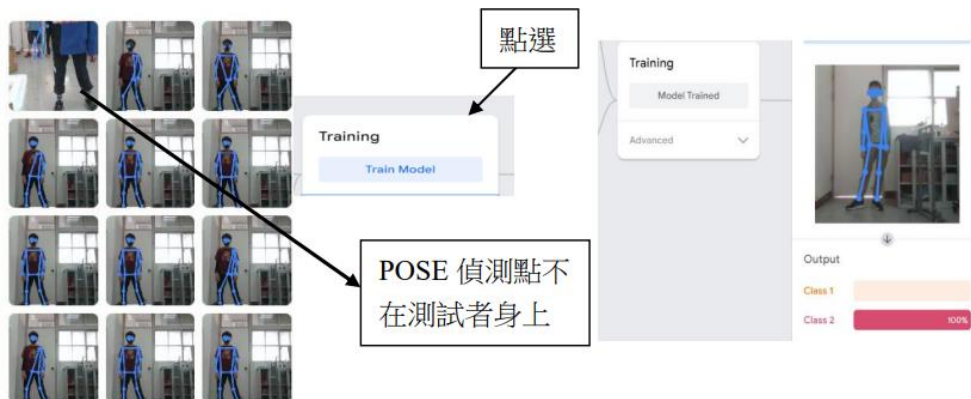 點選
Training
Train Model
POSE 偵測點不
在測試者身上
Training
Model Trained
Advanced
Output
Class 1
Class 2
100%